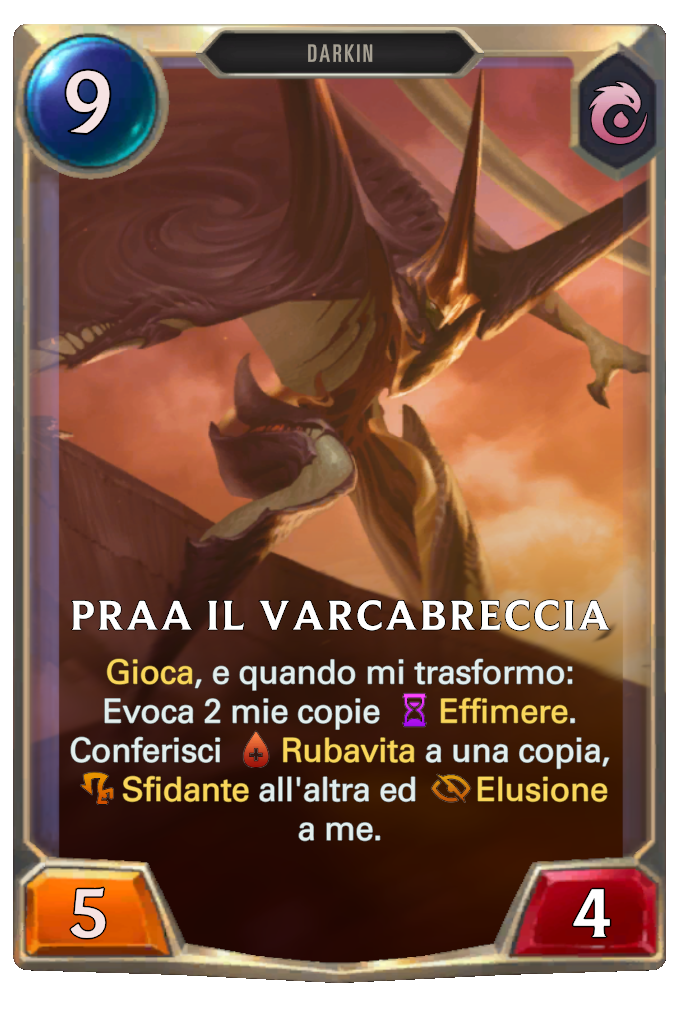 DARKIN
9
PRAA IL VARCABRECCIA
Gioca, e quando mi trasformo:
Evoca 2 mie copie Effimere.
Conferisci Rubavita a una copia,
Sfidante all'altra ed Elusione
a me.
5
4